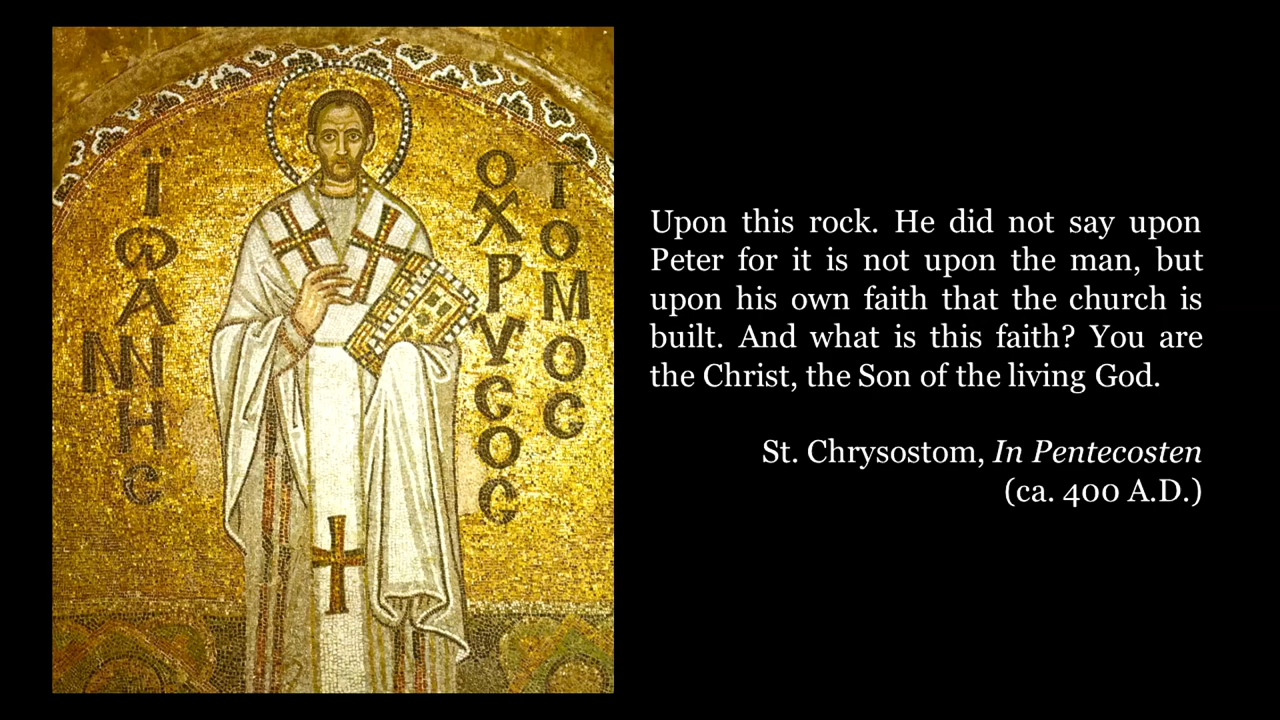 ΪΩΑΝΝΗϹ
ΟΧΡΥϹΟϹ
ΤΟΜΟϹ
Upon this rock. He did not say upon
Peter for it is not upon the man, but
upon his own faith that the church is
built. And what is this faith? You are
the Christ, the Son of the living God.
St. Chrysostom, In Pentecosten
(ca. 400 A.D.)